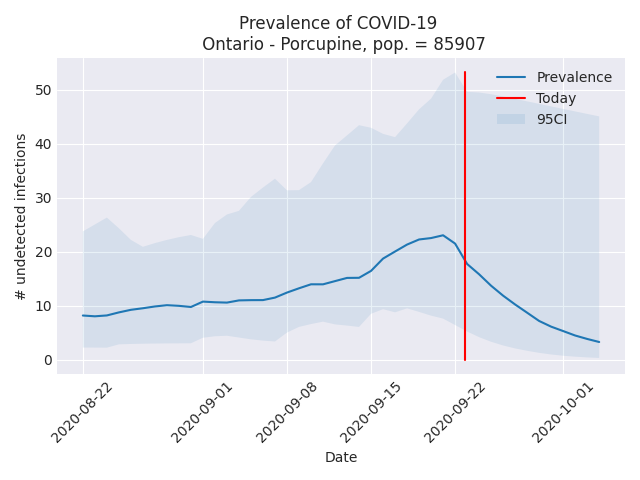 Prevalence of COVID-19
Ontario - Porcupine, pop. = 85907
Prevalence
Today
95CI
# undetected infections
50
40
30
20
10
0
2020-08-22
2020-09-01
2020-09-08
2020-09-15
2020-09-22
2020-10-01
Date